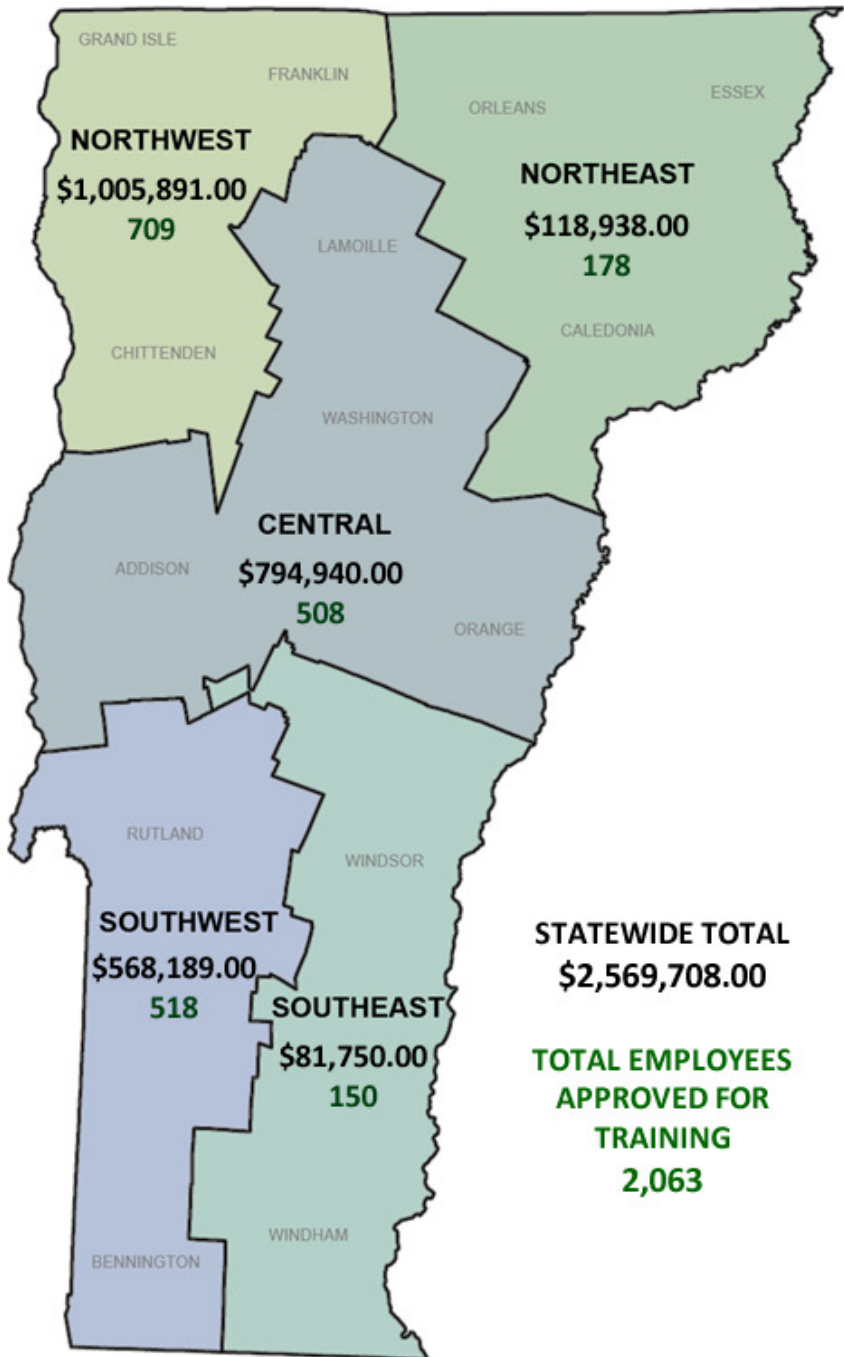 GRAND ISLE
FRANKLIN
ORLEANS
ESSEX
NORTHWEST
$1,005,891.00
709
NORTHEAST
$118,938.00
178
LAMOILLE
CALEDONIA
CHITTENDEN
WASHINGTON
CENTRAL
$794,940.00
508
ADDISON
ORANGE
RUTLAND
WINDSOR
SOUTHWEST
$568,189.00
518
SOUTHEAST
$81,750.00
150
STATEWIDE TOTAL
$2,569,708.00
TOTAL EMPLOYEES
APPROVED FOR
TRAINING
2,063
WINDHAM
BENNINGTON